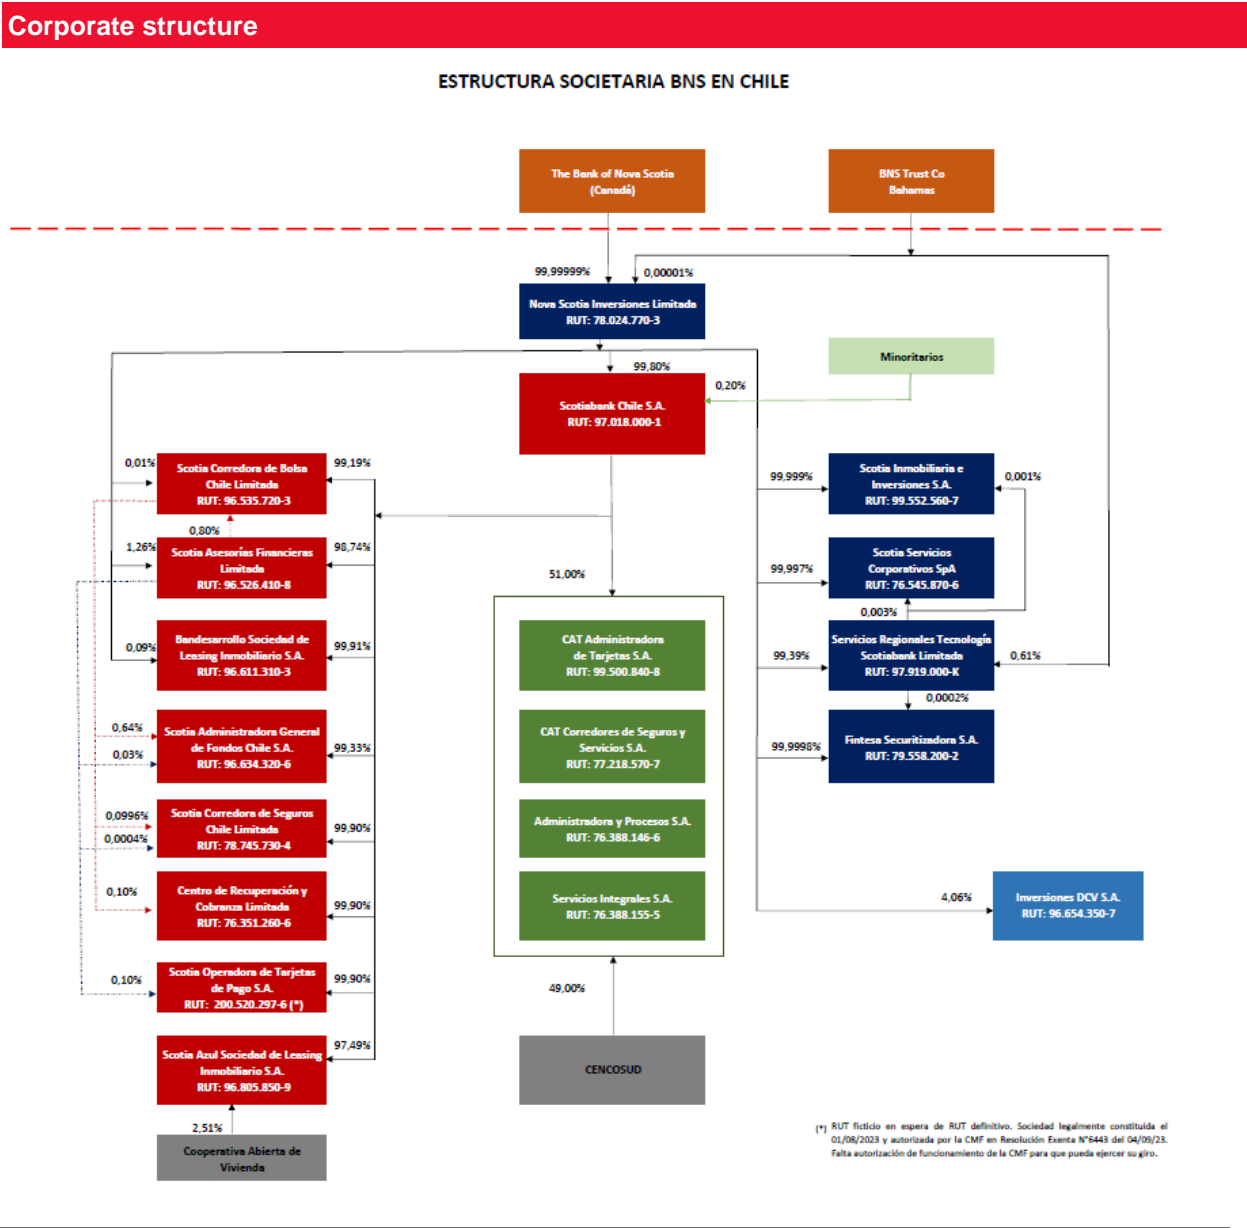 Corporate structure
ESTRUCTURA SOCIETARIA BNS EN CHILE
The Bank of Nova Scotia
(Canadá)
BNS Trust Co
Bahamas
99,99999%
0,00001%
Nova Scotia Inversiones Limitada
RUT: 78.024.770-3
Minoritarios
99,80%
0,20%
Scotiabank Chile S.A.
RUT: 97.018.000-1
0,01%
Scotia Corredora de Bolsa
Chile Limitada
RUT: 96.535.720-3
99,19%
0,80%
1,26%
Scotia Asesorías Financieras
Limitada
RUT: 96.526.410-8
98,74%
0,09%
Bandesarrollo Sociedad de
Leasing Inmobiliario S.A.
RUT: 96.611.310-3
99,91%
0,64%
0,03%
Scotia Administradora General
de Fondos Chile S.A.
RUT: 96.634.320-6
99,33%
0,0996%
0,0004%
Scotia Corredora de Seguros
Chile Limitada
RUT: 78.745.730-4
99,90%
0,10%
Centro de Recuperación y
Cobranza Limitada
RUT: 76.351.260-6
99,90%
0,10%
Scotia Operadora de Tarjetas
de Pago S.A.
RUT: 200.520.297-6 (*)
99,90%
Scotia Azul Sociedad de Leasing
Inmobiliario S.A.
RUT: 96.805.850-9
97,49%
2,51%
Cooperativa Abierta de
Vivienda
51,00%
CAT Administradora
de Tarjetas S.A.
RUT: 99.500.840-8
CAT Corredores de Seguros y
Servicios S.A.
RUT: 77.218.570-7
Administradora y Procesos S.A.
RUT: 76.388.146-6
Servicios Integrales S.A.
RUT: 76.388.155-5
49,00%
CENCOSUD
99,999%
Scotia Inmobiliaria e
Inversiones S.A.
RUT: 99.552.560-7
0,001%
99,997%
Scotia Servicios
Corporativos SpA
RUT: 76.545.870-6
0,003%
99,39%
Servicios Regionales Tecnología
Scotiabank Limitada
RUT: 97.919.000-K
0,61%
0,0002%
99,9998%
Fintesa Securitizadora S.A.
RUT: 79.558.200-2
4,06%
Inversiones DCV S.A.
RUT: 96.654.350-7
(*) RUT ficticio en espera de RUT definitivo. Sociedad legalmente constituida el
01/08/2023 y autorizada por la CMF en Resolución Exenta N°6443 del 04/09/23.
Falta autorización de funcionamiento de la CMF para que pueda ejercer su giro.